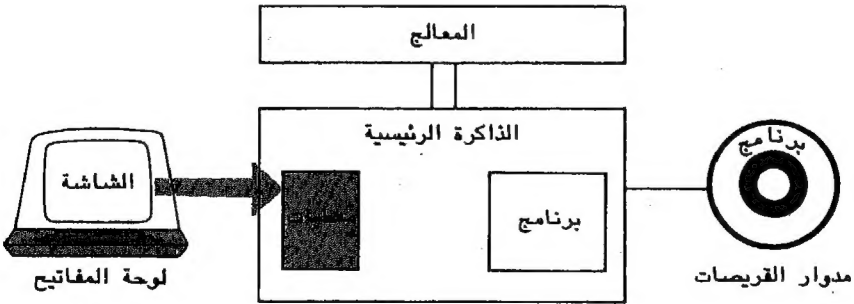 المعالج
الذاكرة الرئيسية
برنامج
الشاشة
برنامج
لوحة المفاتيح
مدوار القريصات